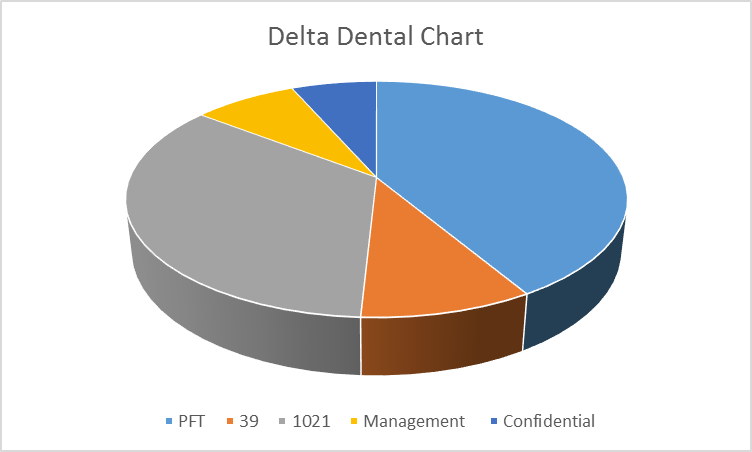 Delta Dental Chart
PFT 39 1021 Management Confidential